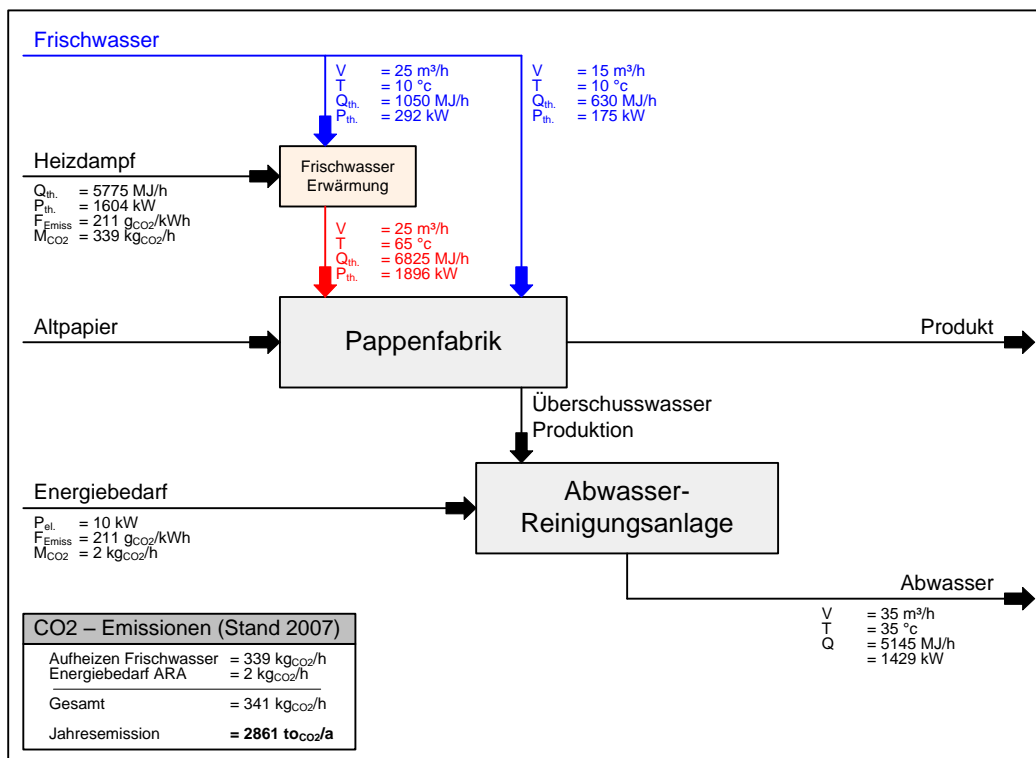 Frischwasser
V = 25 m³/h
T = 10 °c
Qth. = 1050 MJ/h
Pth. = 292 kW
V = 15 m³/h
T = 10 °c
Qth. = 630 MJ/h
Pth. = 175 kW
Heizdampf
Qth. = 5775 MJ/h
Pth. = 1604 kW
FEmiss = 211 gCO2/kWh
MCO2 = 339 kgCO2/h
Frischwasser
Erwärmung
V = 25 m³/h
T = 65 °c
Qth. = 6825 MJ/h
Pth. = 1896 kW
Altpapier
Pappenfabrik
Produkt
Überschusswasser
Produktion
Energiebedarf
Pel. = 10 kW
FEmiss = 211 gCO2/kWh
MCO2 = 2 kgCO2/h
Abwasser-
Reinigungsanlage
Abwasser
V = 35 m³/h
T = 35 °c
Q = 5145 MJ/h
= 1429 kW
CO2 – Emissionen (Stand 2007)
Aufheizen Frischwasser = 339 kgCO2/h
Energiebedarf ARA = 2 kgCO2/h
Gesamt = 341 kgCO2/h
Jahresemission = 2861 toCO2/a